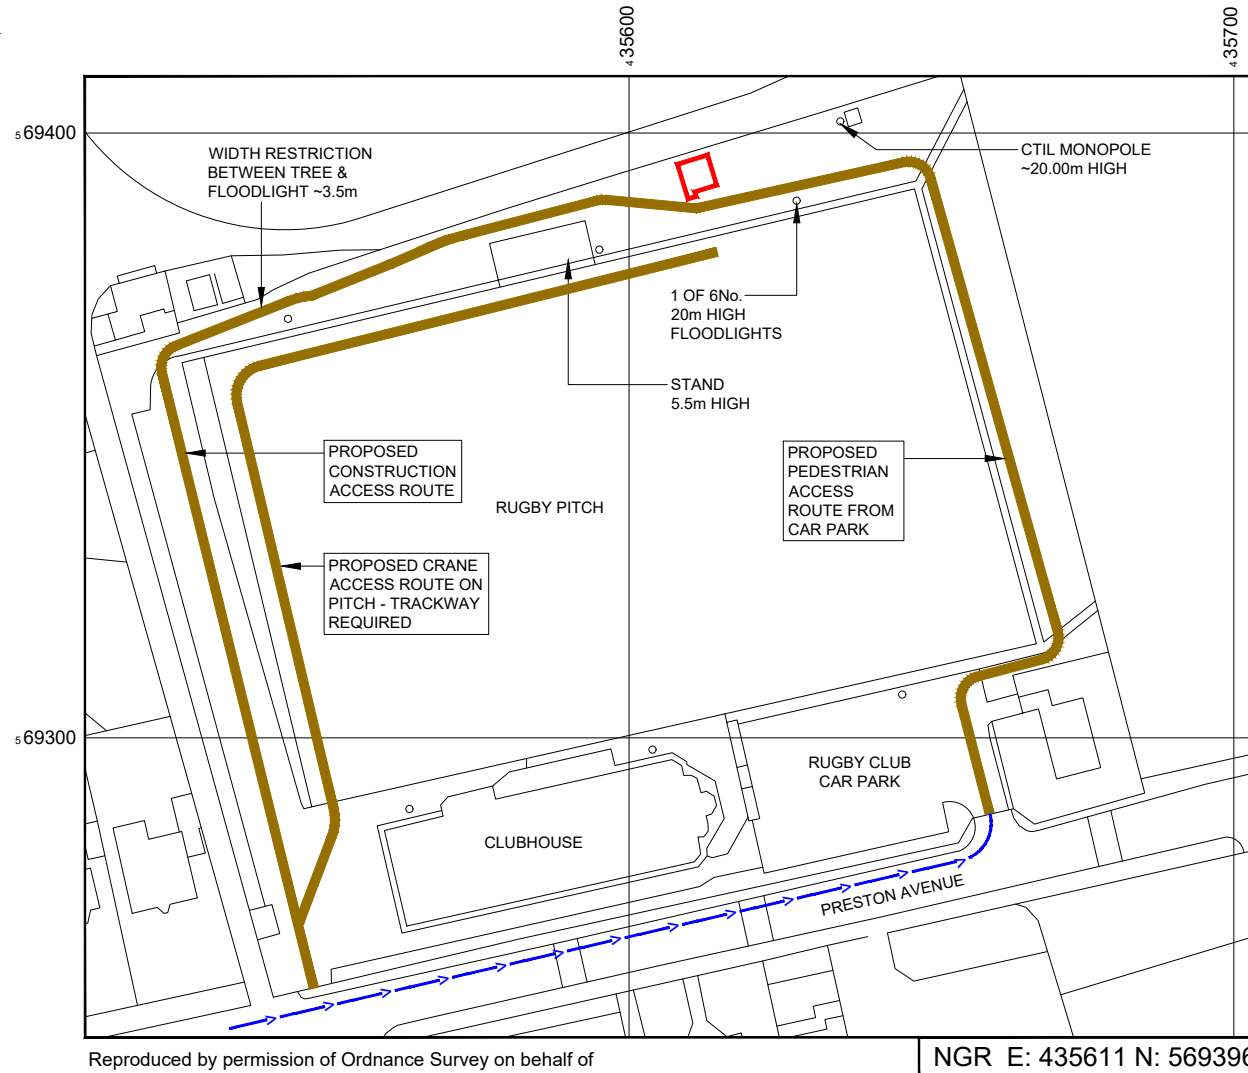 435600
435700
569400
WIDTH RESTRICTION
BETWEEN TREE &
FLOODLIGHT ~3.5m
CTIL MONOPOLE
~20.00m HIGH
1 OF 6No.
20m HIGH
FLOODLIGHTS
STAND
5.5m HIGH
PROPOSED
CONSTRUCTION
ACCESS ROUTE
RUGBY PITCH
PROPOSED
PEDESTRIAN
ACCESS
ROUTE FROM
CAR PARK
PROPOSED CRANE
ACCESS ROUTE ON
PITCH - TRACKWAY
REQUIRED
569300
RUGBY CLUB
CAR PARK
CLUBHOUSE
PRESTON AVENUE
Reproduced by permission of Ordnance Survey on behalf of
NGR E: 435611 N: 569396